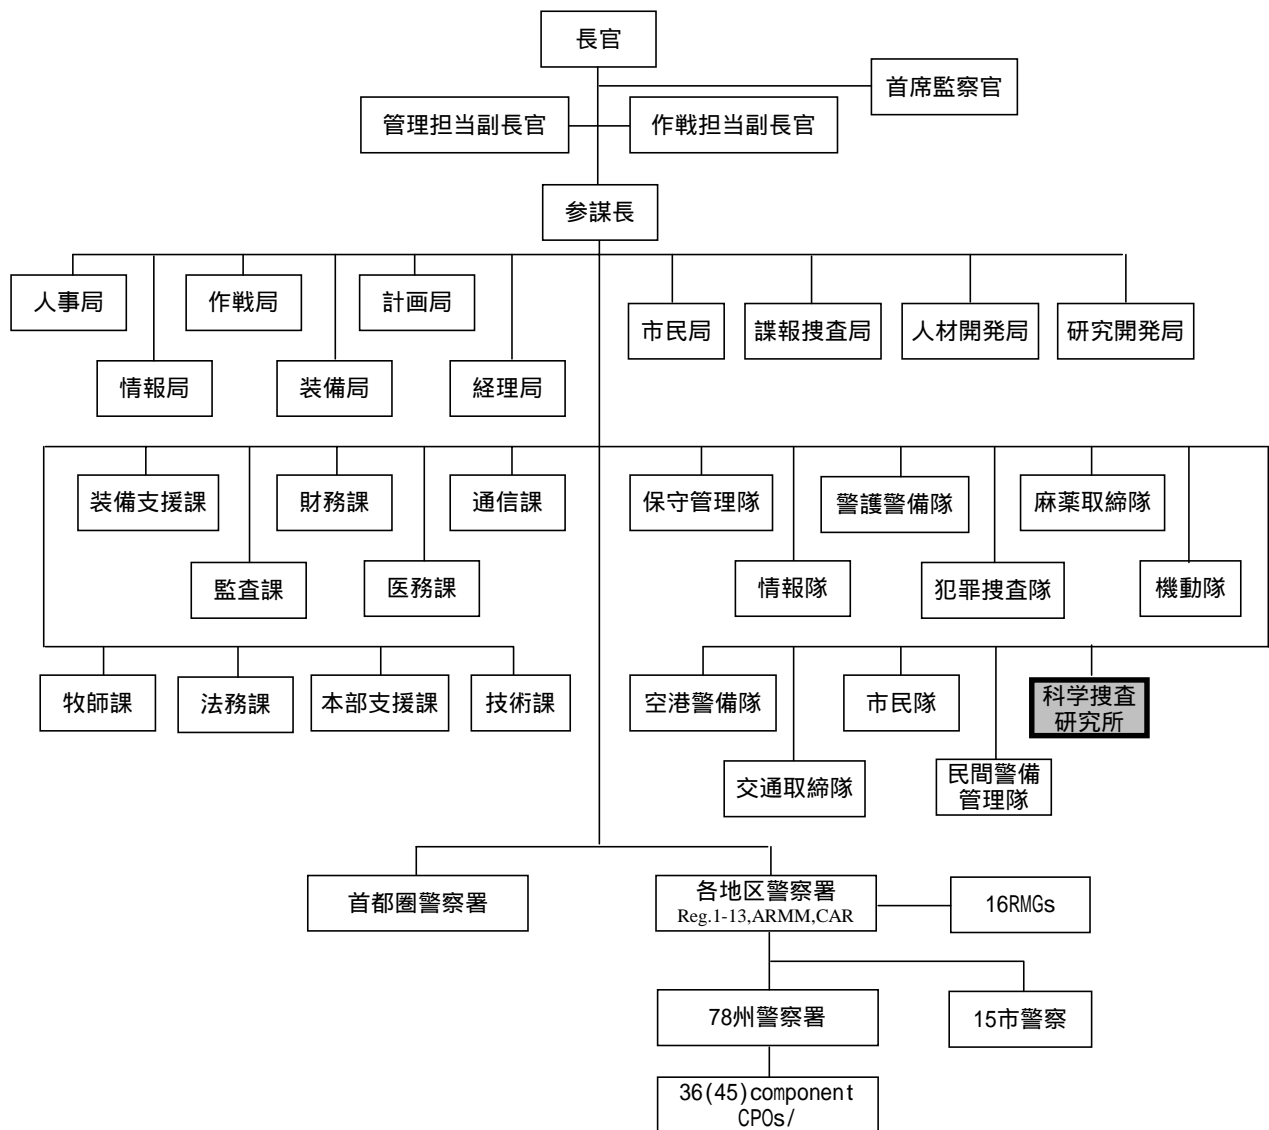 長官
首席監察官
管理担当副長官
作戦担当副長官
参謀長
人事局
作戦局
計画局
市民局
諜報捜査局
人材開発局
研究開発局
情報局
装備局
経理局
装備支援課
財務課
通信課
保守管理隊
警護警備隊
麻薬取締隊
監査課
医務課
情報隊
犯罪捜査隊
機動隊
牧師課
法務課
本部支援課
技術課
空港警備隊
市民隊
科学捜査
研究所
交通取締隊
民間警備
管理隊
首都圏警察署
各地区警察署
Reg.1-13,ARMM,CAR
16RMGs
78州警察署
15市警察
36(45)component
CPOs/